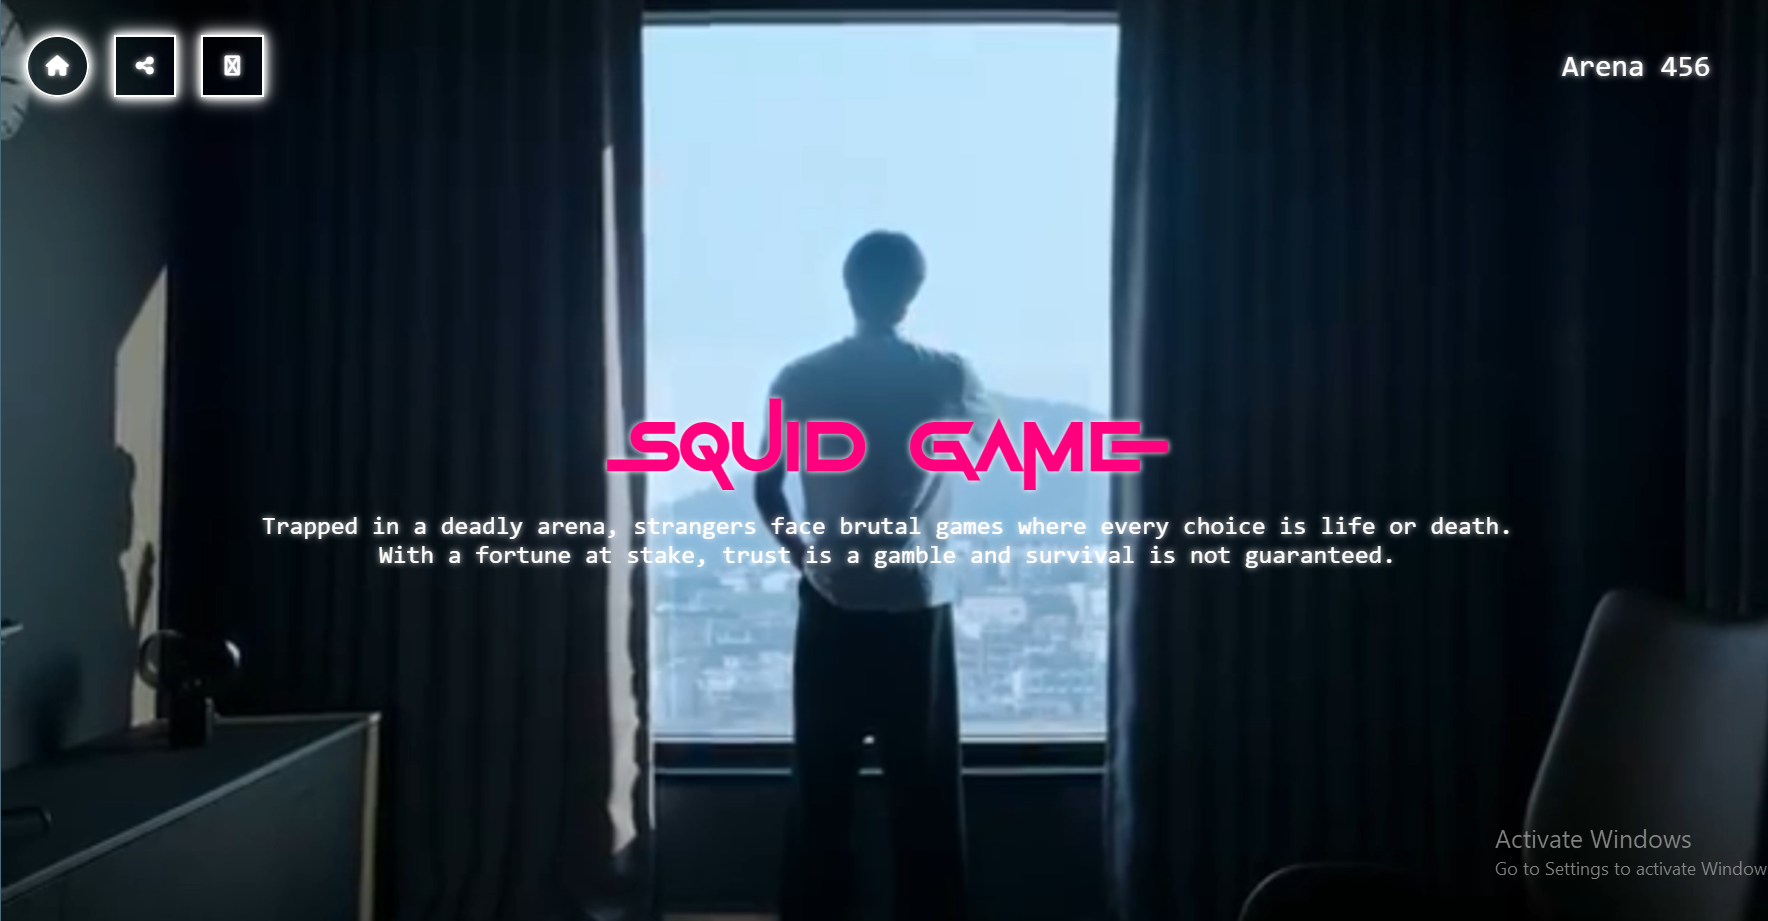 Arena 456
SQUID GAME
Trapped in a deadly arena, strangers face brutal games where every choice is life or death.
With a fortune at stake, trust is a gamble and survival is not guaranteed.
Activate Windows
Go to Settings to activate Window